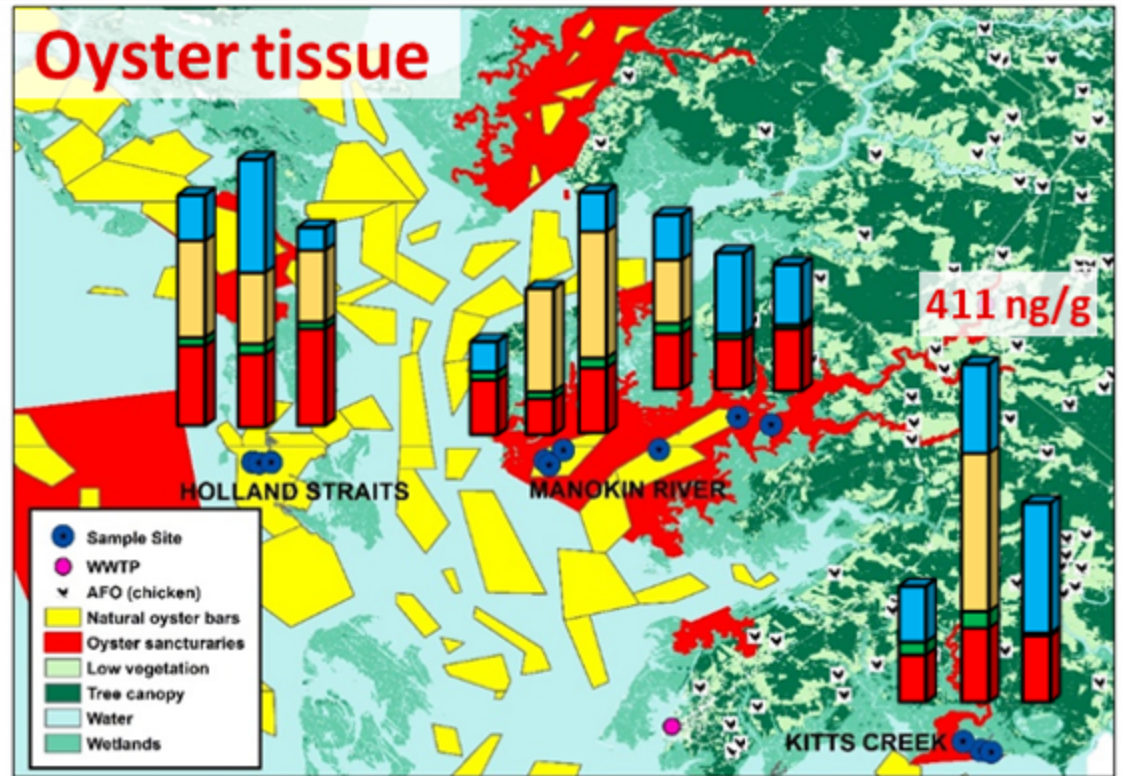 Oyster tissue
411 ng/g
HOLLAND STRAITS
MANOKIN RIVER
Sample Site
WWTP
AFO (chicken)
Natural oyster bars
Oyster sancturaries
Low vegetation
Tree canopy
Water
Wetlands
KITTS CREEK